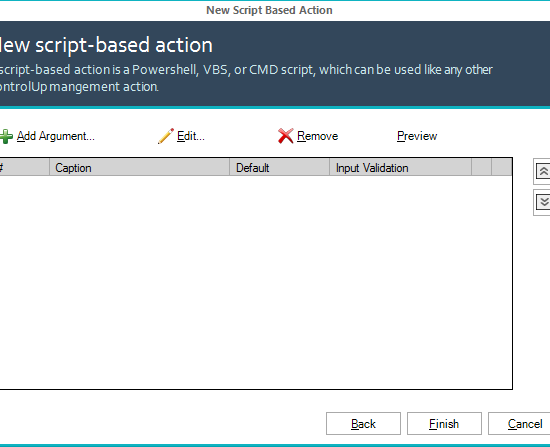 New Script Based Action
New script-based action
script-based action is a Powershell, VBS, or CMD script, which can be used like any other
ontrolUp mangement action.
Add Argument... Edit... Remove Preview
# Caption Default Input Validation
Back Finish Cancel